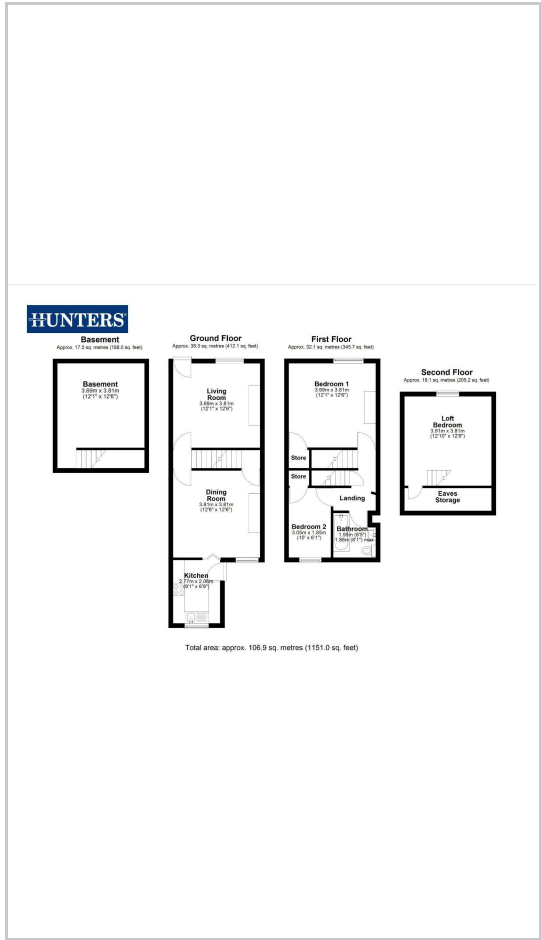 HUNTERS
Basement
Approx. 17.5 sq. metres (188.0 sq. feet)
Basement
3.69m x 3.81m
(12'1" x 12'6")
Ground Floor
Approx. 38.3 sq. metres (412.1 sq. feet)
Living
Room
3.69m x 3.81m
(12'1" x 12'6")
Dining
Room
3.81m x 3.81m
(12'6" x 12'6")
Kitchen
2.77m x 2.06m
(9'1" x 6'9")
First Floor
Approx. 32.1 sq. metres (345.7 sq. feet)
Bedroom 1
3.69m x 3.81m
(12'1" x 12'6")
Store
Store
Landing
Bedroom 2
3.05m x 1.85m
(10' x 6'1")
Bathroom
1.96m (6'5")
1.86m (6'1") max
Second Floor
Approx. 19.1 sq. metres (205.2 sq. feet)
Loft
Bedroom
3.91m x 3.81m
(12'10" x 12'6")
Eaves
Storage
Total area: approx. 106.9 sq. metres (1151.0 sq. feet)